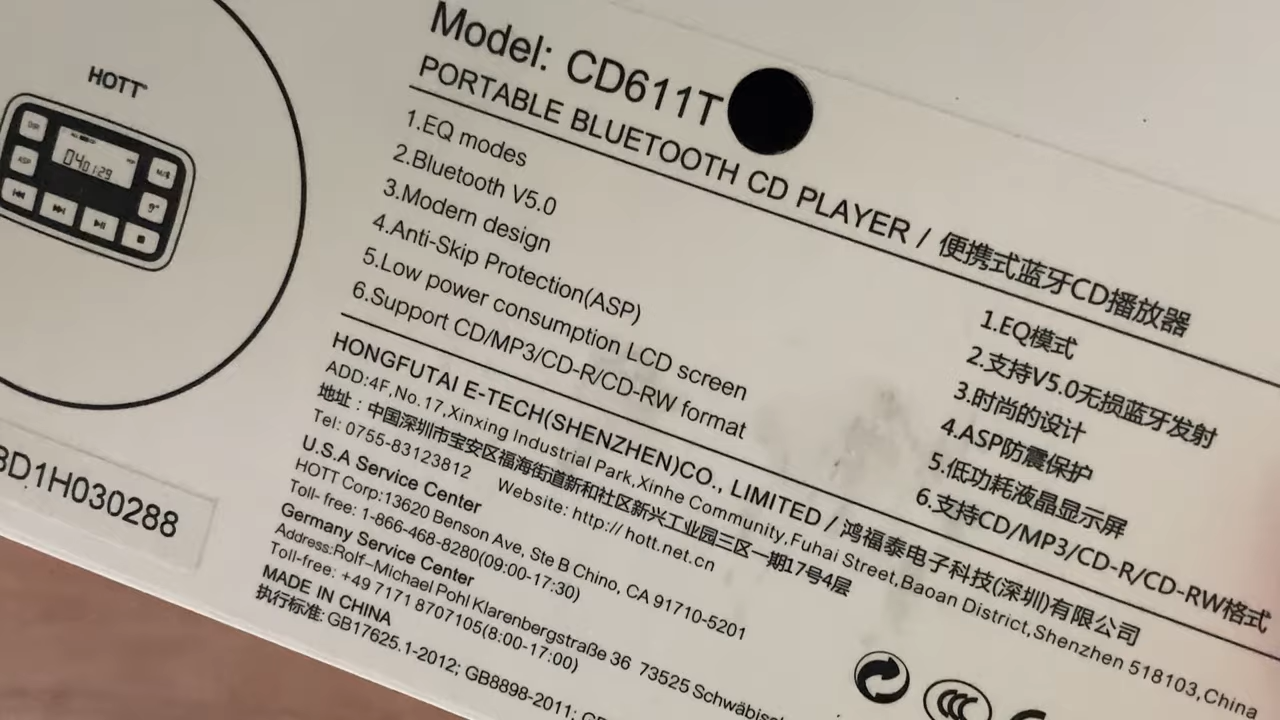 HOTT
DIR
ASP
Model: CD611T
PORTABLE BLUETOOTH CD PLAYER / 便携式蓝牙CD播放器
1.EQ modes
2.Bluetooth V5.0
3.Modern design
4.Anti-Skip Protection(ASP)
5.Low power consumption LCD screen
6.Support CD/MP3/CD-R/CD-RW format
1.EQ模式
2.支持V5.0无损蓝牙发射
3.时尚的设计
4.ASP防震保护
5.低功耗液晶显示屏
6.支持CD/MP3/CD-R/CD-RW格式
HONGFUTAI E-TECH(SHENZHEN)CO., LIMITED / 鸿福泰电子科技(深圳)有限公司
ADD:4F,No.17,Xinxing Industrial Park,Xinhe Community,Fuhai Street,Baoan District,Shenzhen 518103,China
地址：中国深圳市宝安区福海街道新和社区新兴工业园三区一期17号4层
Tel: 0755-83123812 Website: http://hott.net.cn
U.S.A Service Center
HOTT Corp:13620 Benson Ave, Ste B Chino, CA 91710-5201
Toll- free: 1-866-468-8280(09:00-17:30)
Germany Service Center
Address:Rolf-Michael Pohl Klarenbergstraße 36 73525 Schwäbisc
Toll-free: +49 7171 8707105(8:00-17:00)
MADE IN CHINA
执行标准: GB17625.1-2012; GB8898-2011;
BD1H030288